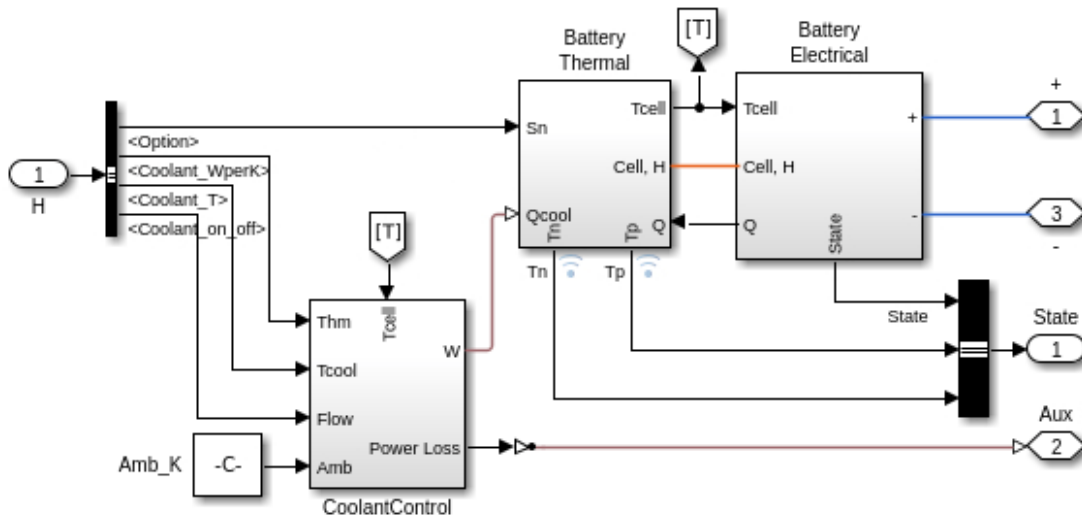 [T]
Battery
Thermal
Battery
Electrical
Tcell
Tcell
Sn
+
+
1
<Option>
<Coolant_WperK>
<Coolant_T>
<Coolant_on_off>
1
H
Cell, H
Cell, H
Qcool
Q
Q
Tn
Tp
State
-
3
-
[T]
Tn
Tp
State
State
1
Thm
Tcell
W
Tcool
Flow
Power Loss
Amb
Aux
2
Amb_K
-C-
CoolantControl